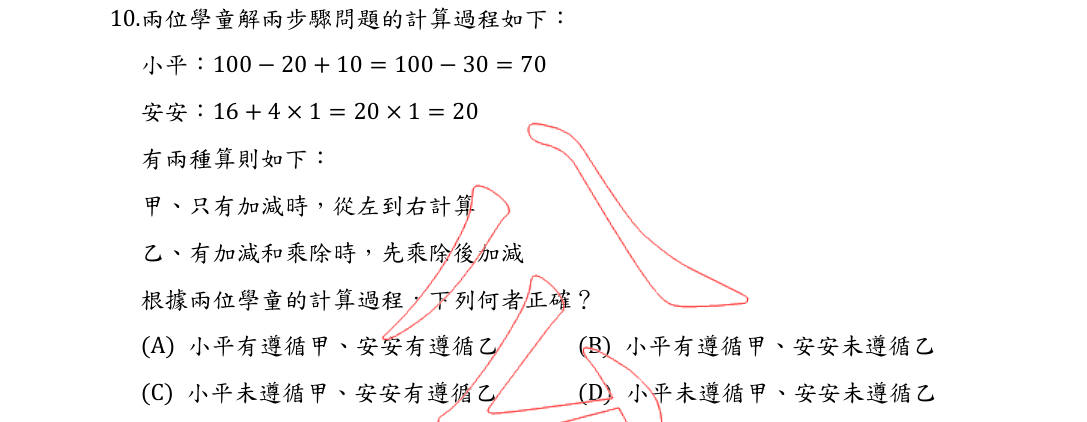 10.兩位學童解兩步驟問題的計算過程如下：
小平：100 − 20 + 10 = 100 − 30 = 70
安安：16 + 4 × 1 = 20 × 1 = 20
有兩種算則如下：
甲、只有加減時，從左到右計算
乙、有加減和乘除時，先乘除後加減
根據兩位學童的計算過程，下列何者正確？
(A) 小平有遵循甲、安安有遵循乙 (B) 小平有遵循甲、安安未遵循乙
(C) 小平未遵循甲、安安有遵循乙 (D) 小平未遵循甲、安安未遵循乙